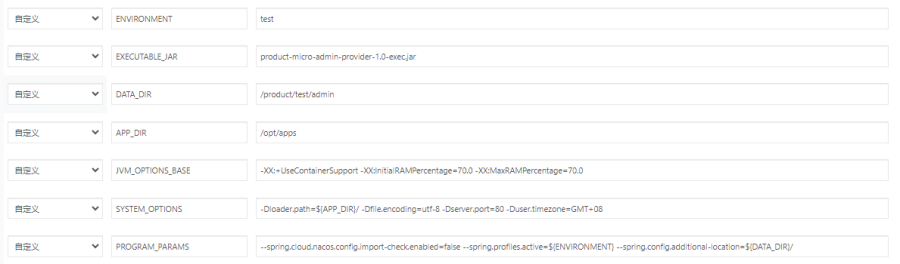 自定义 ENVIRONMENT test
自定义 EXECUTABLE_JAR product-micro-admin-provider-1.0-exec.jar
自定义 DATA_DIR /product/test/admin
自定义 APP_DIR /opt/apps
自定义 JVM_OPTIONS_BASE -XX:+UseContainerSupport -XX:InitialRAMPercentage=70.0 -XX:MaxRAMPercentage=70.0
自定义 SYSTEM_OPTIONS -Dloader.path=${APP_DIR}/ -Dfile.encoding=utf-8 -Dserver.port=80 -Duser.timezone=GMT+08
自定义 PROGRAM_PARAMS --spring.cloud.nacos.config.import-check.enabled=false --spring.profiles.active=${ENVIRONMENT} --spring.config.additional-location=${DATA_DIR}/